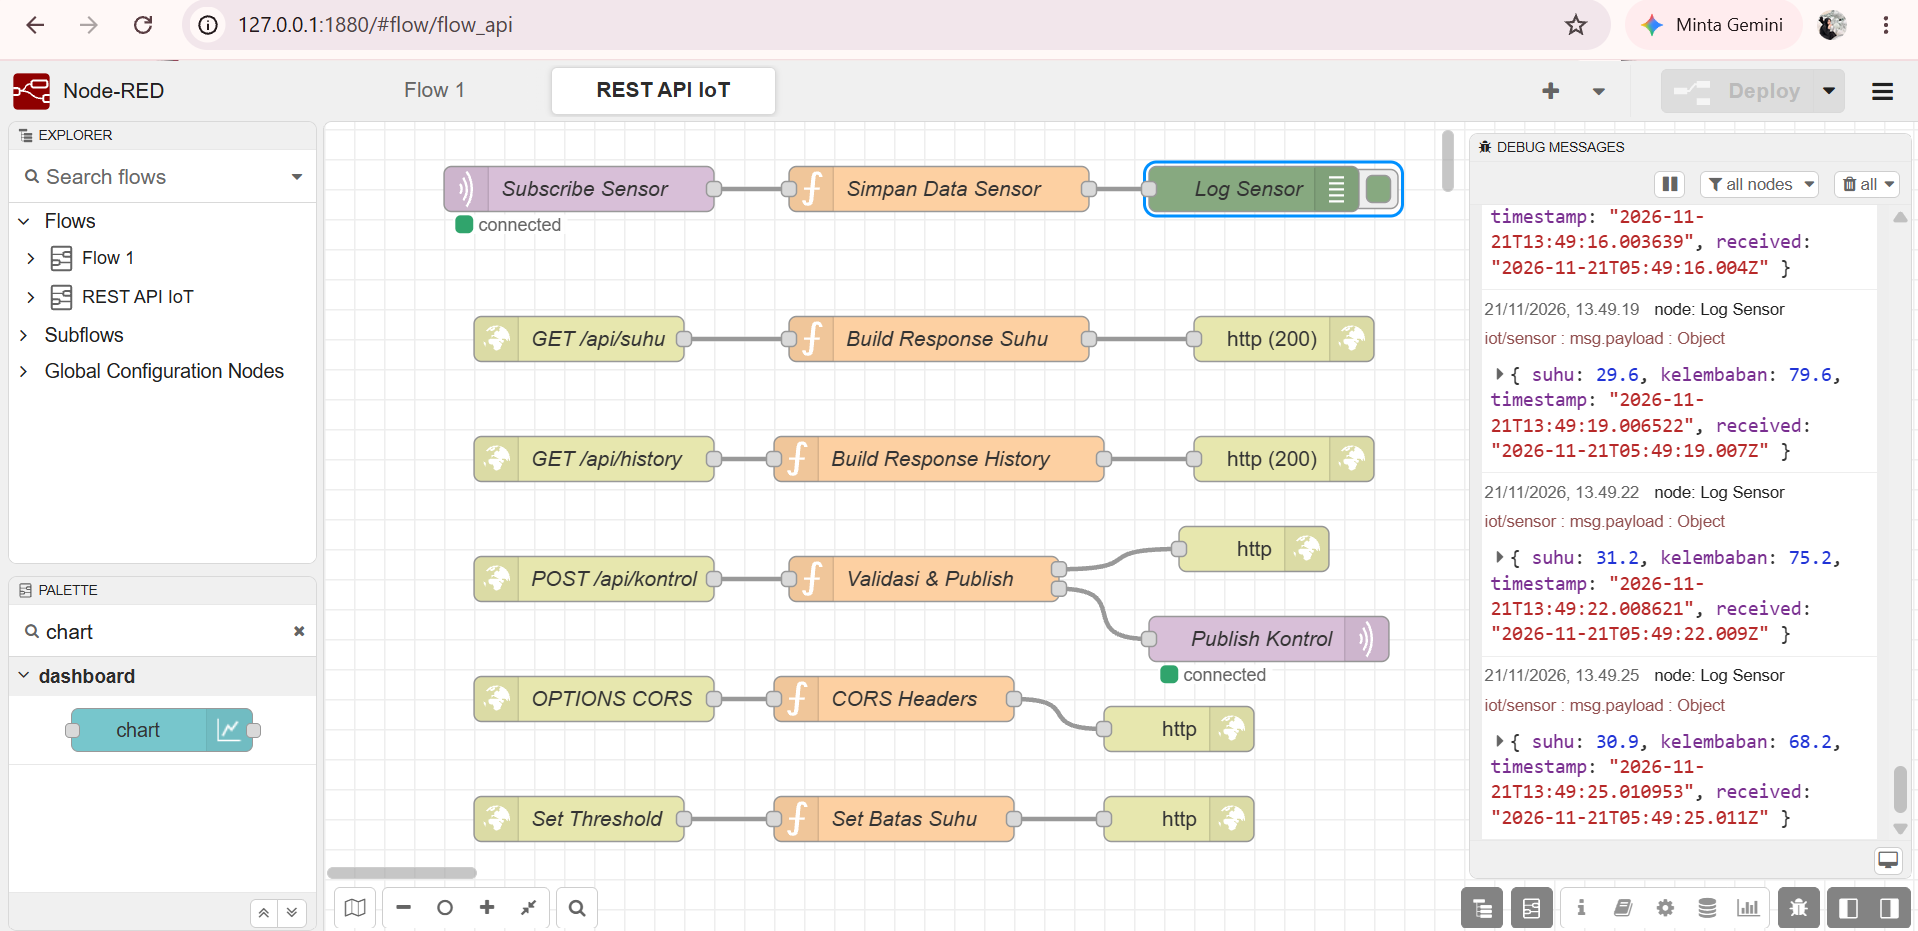 127.0.0.1:1880/#flow/flow_api
Minta Gemini
Node-RED
Flow 1
REST API IoT
Deploy
EXPLORER
Search flows
Flows
Flow 1
REST API IoT
Subflows
Global Configuration Nodes
PALETTE
chart
dashboard
chart
Subscribe Sensor
connected
Simpan Data Sensor
Log Sensor
GET /api/suhu
Build Response Suhu
http (200)
GET /api/history
Build Response History
http (200)
POST /api/kontrol
Validasi & Publish
http
Publish Kontrol
connected
OPTIONS CORS
CORS Headers
http
Set Threshold
Set Batas Suhu
http
DEBUG MESSAGES
all nodes
all
timestamp: "2026-11-
21T13:49:16.003639", received:
"2026-11-21T05:49:16.004Z" }
21/11/2026, 13.49.19 node: Log Sensor
iot/sensor : msg.payload : Object
{ suhu: 29.6, kelembaban: 79.6,
timestamp: "2026-11-
21T13:49:19.006522", received:
"2026-11-21T05:49:19.007Z" }
21/11/2026, 13.49.22 node: Log Sensor
iot/sensor : msg.payload : Object
{ suhu: 31.2, kelembaban: 75.2,
timestamp: "2026-11-
21T13:49:22.008621", received:
"2026-11-21T05:49:22.009Z" }
21/11/2026, 13.49.25 node: Log Sensor
iot/sensor : msg.payload : Object
{ suhu: 30.9, kelembaban: 68.2,
timestamp: "2026-11-
21T13:49:25.010953", received:
"2026-11-21T05:49:25.011Z" }